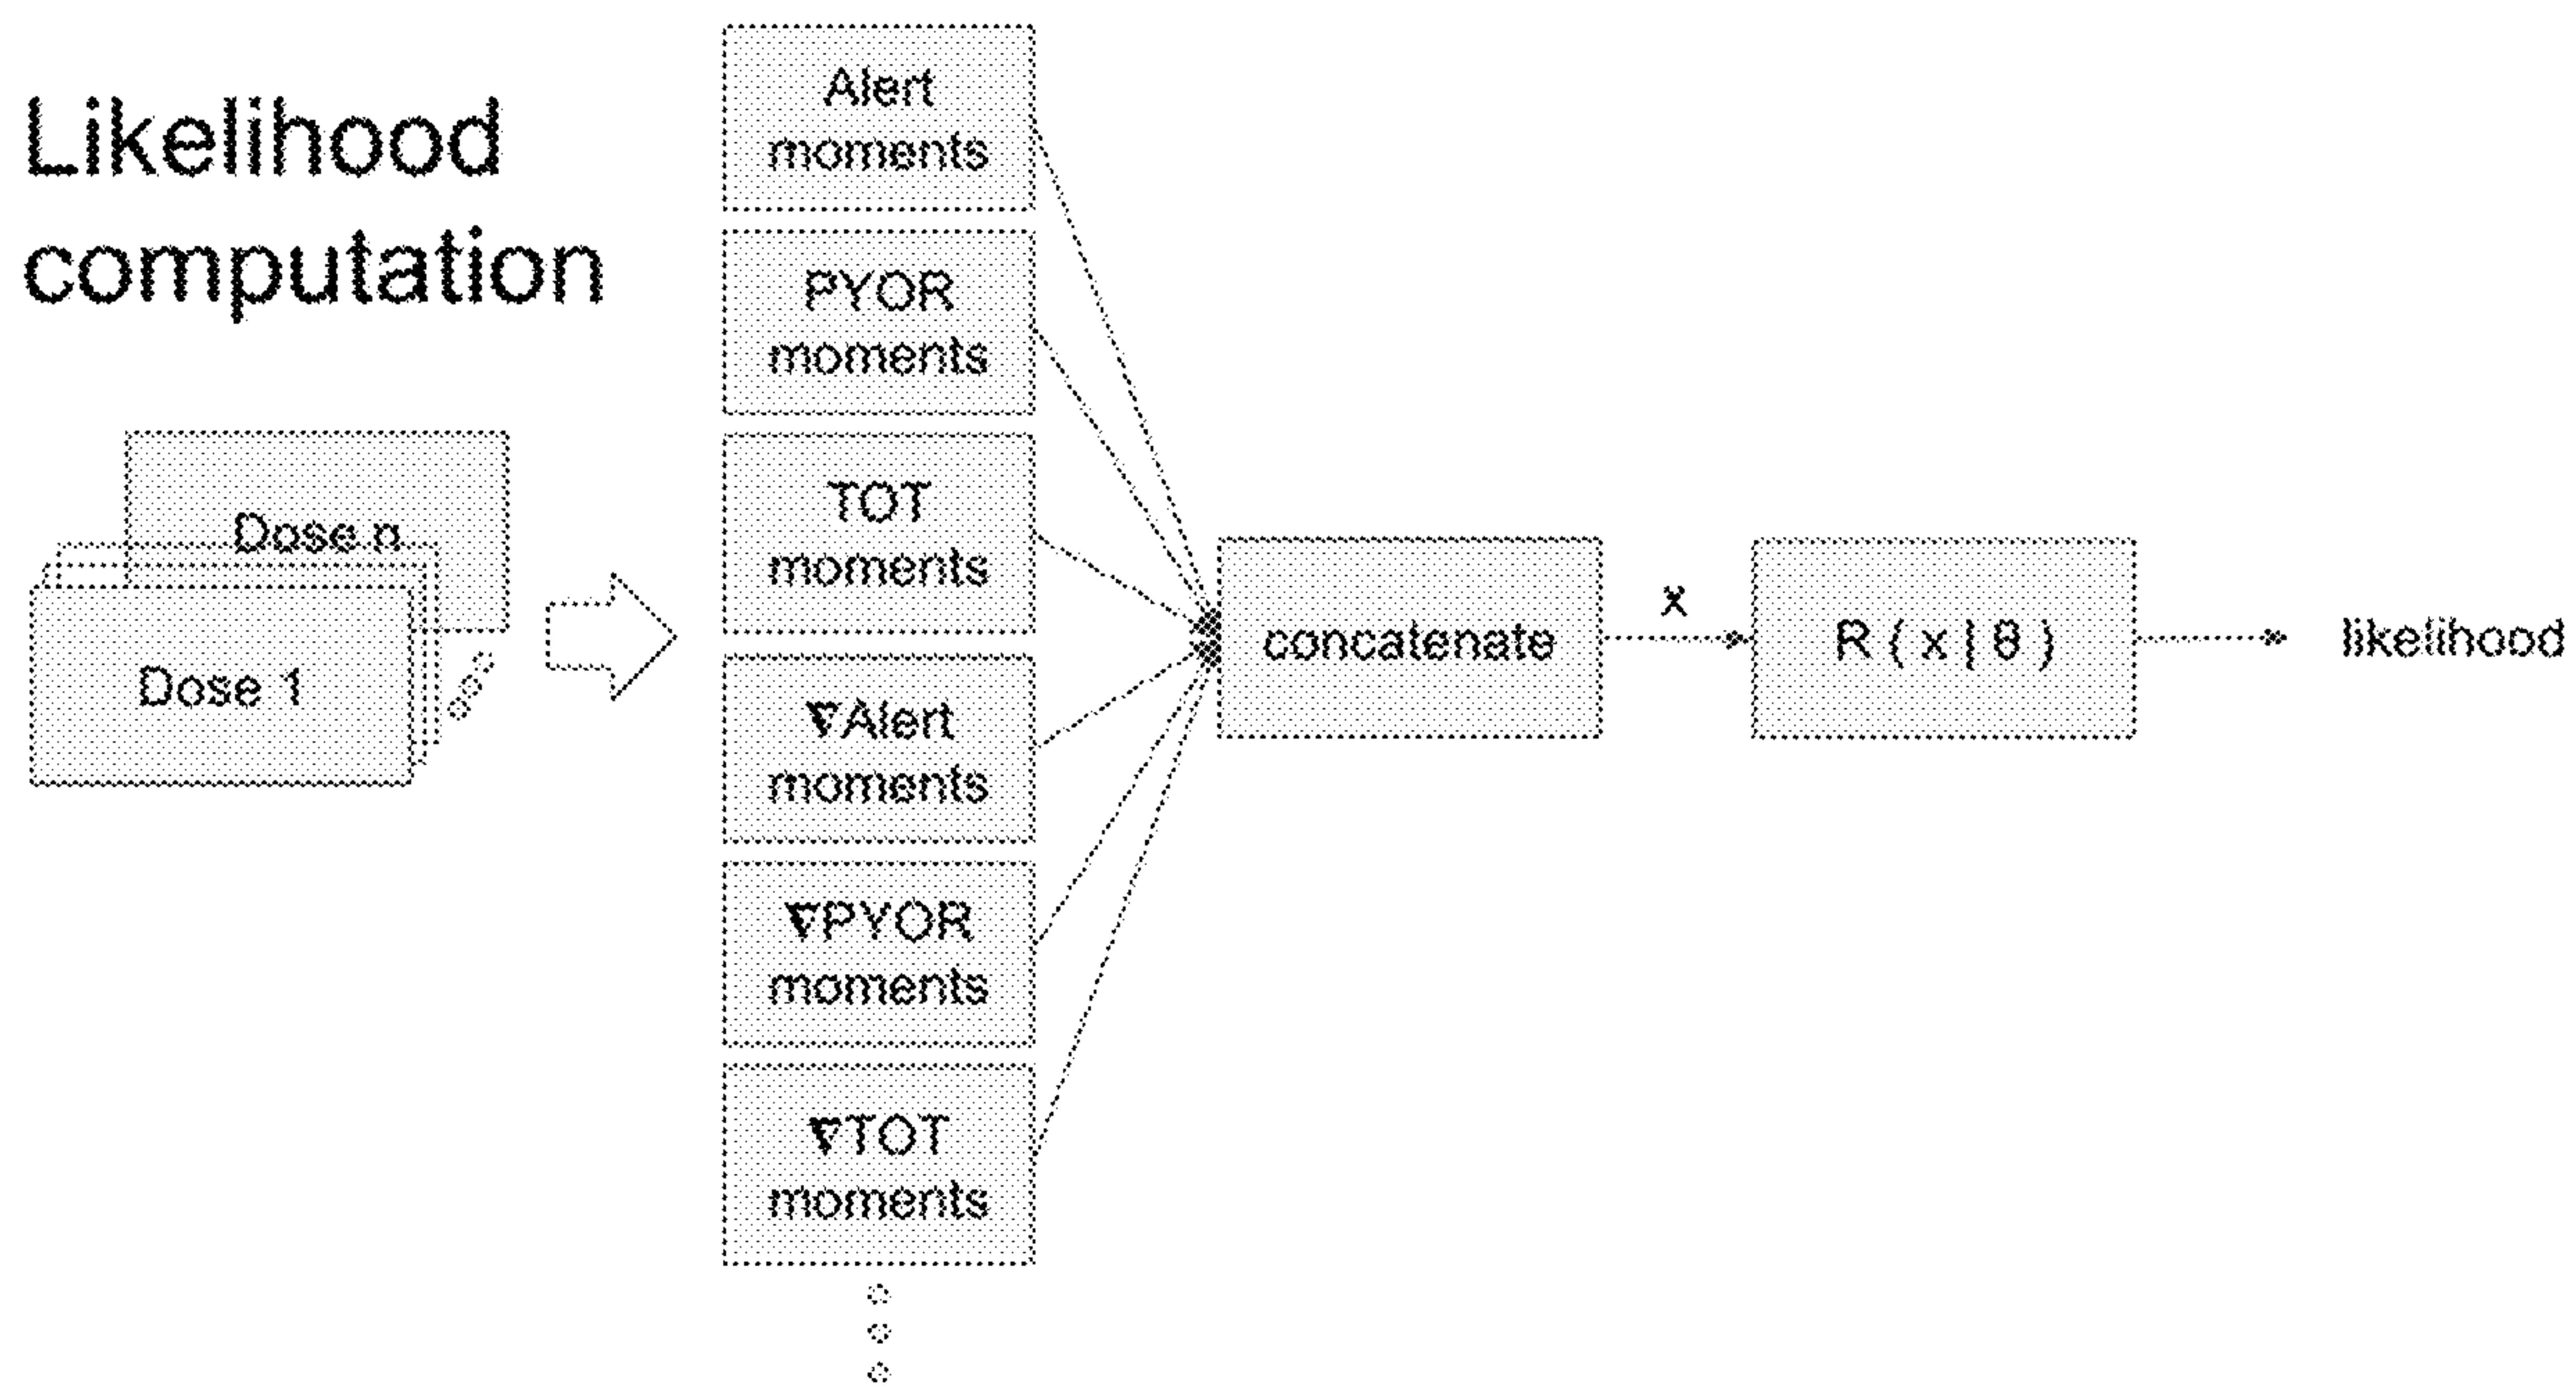 Likelihood
computation
Dose n
Dose 1
Alert
moments
PYOR
moments
TOT
moments
∇Alert
moments
∇PYOR
moments
∇TOT
moments
concatenate
x
R ( x | θ )
likelihood